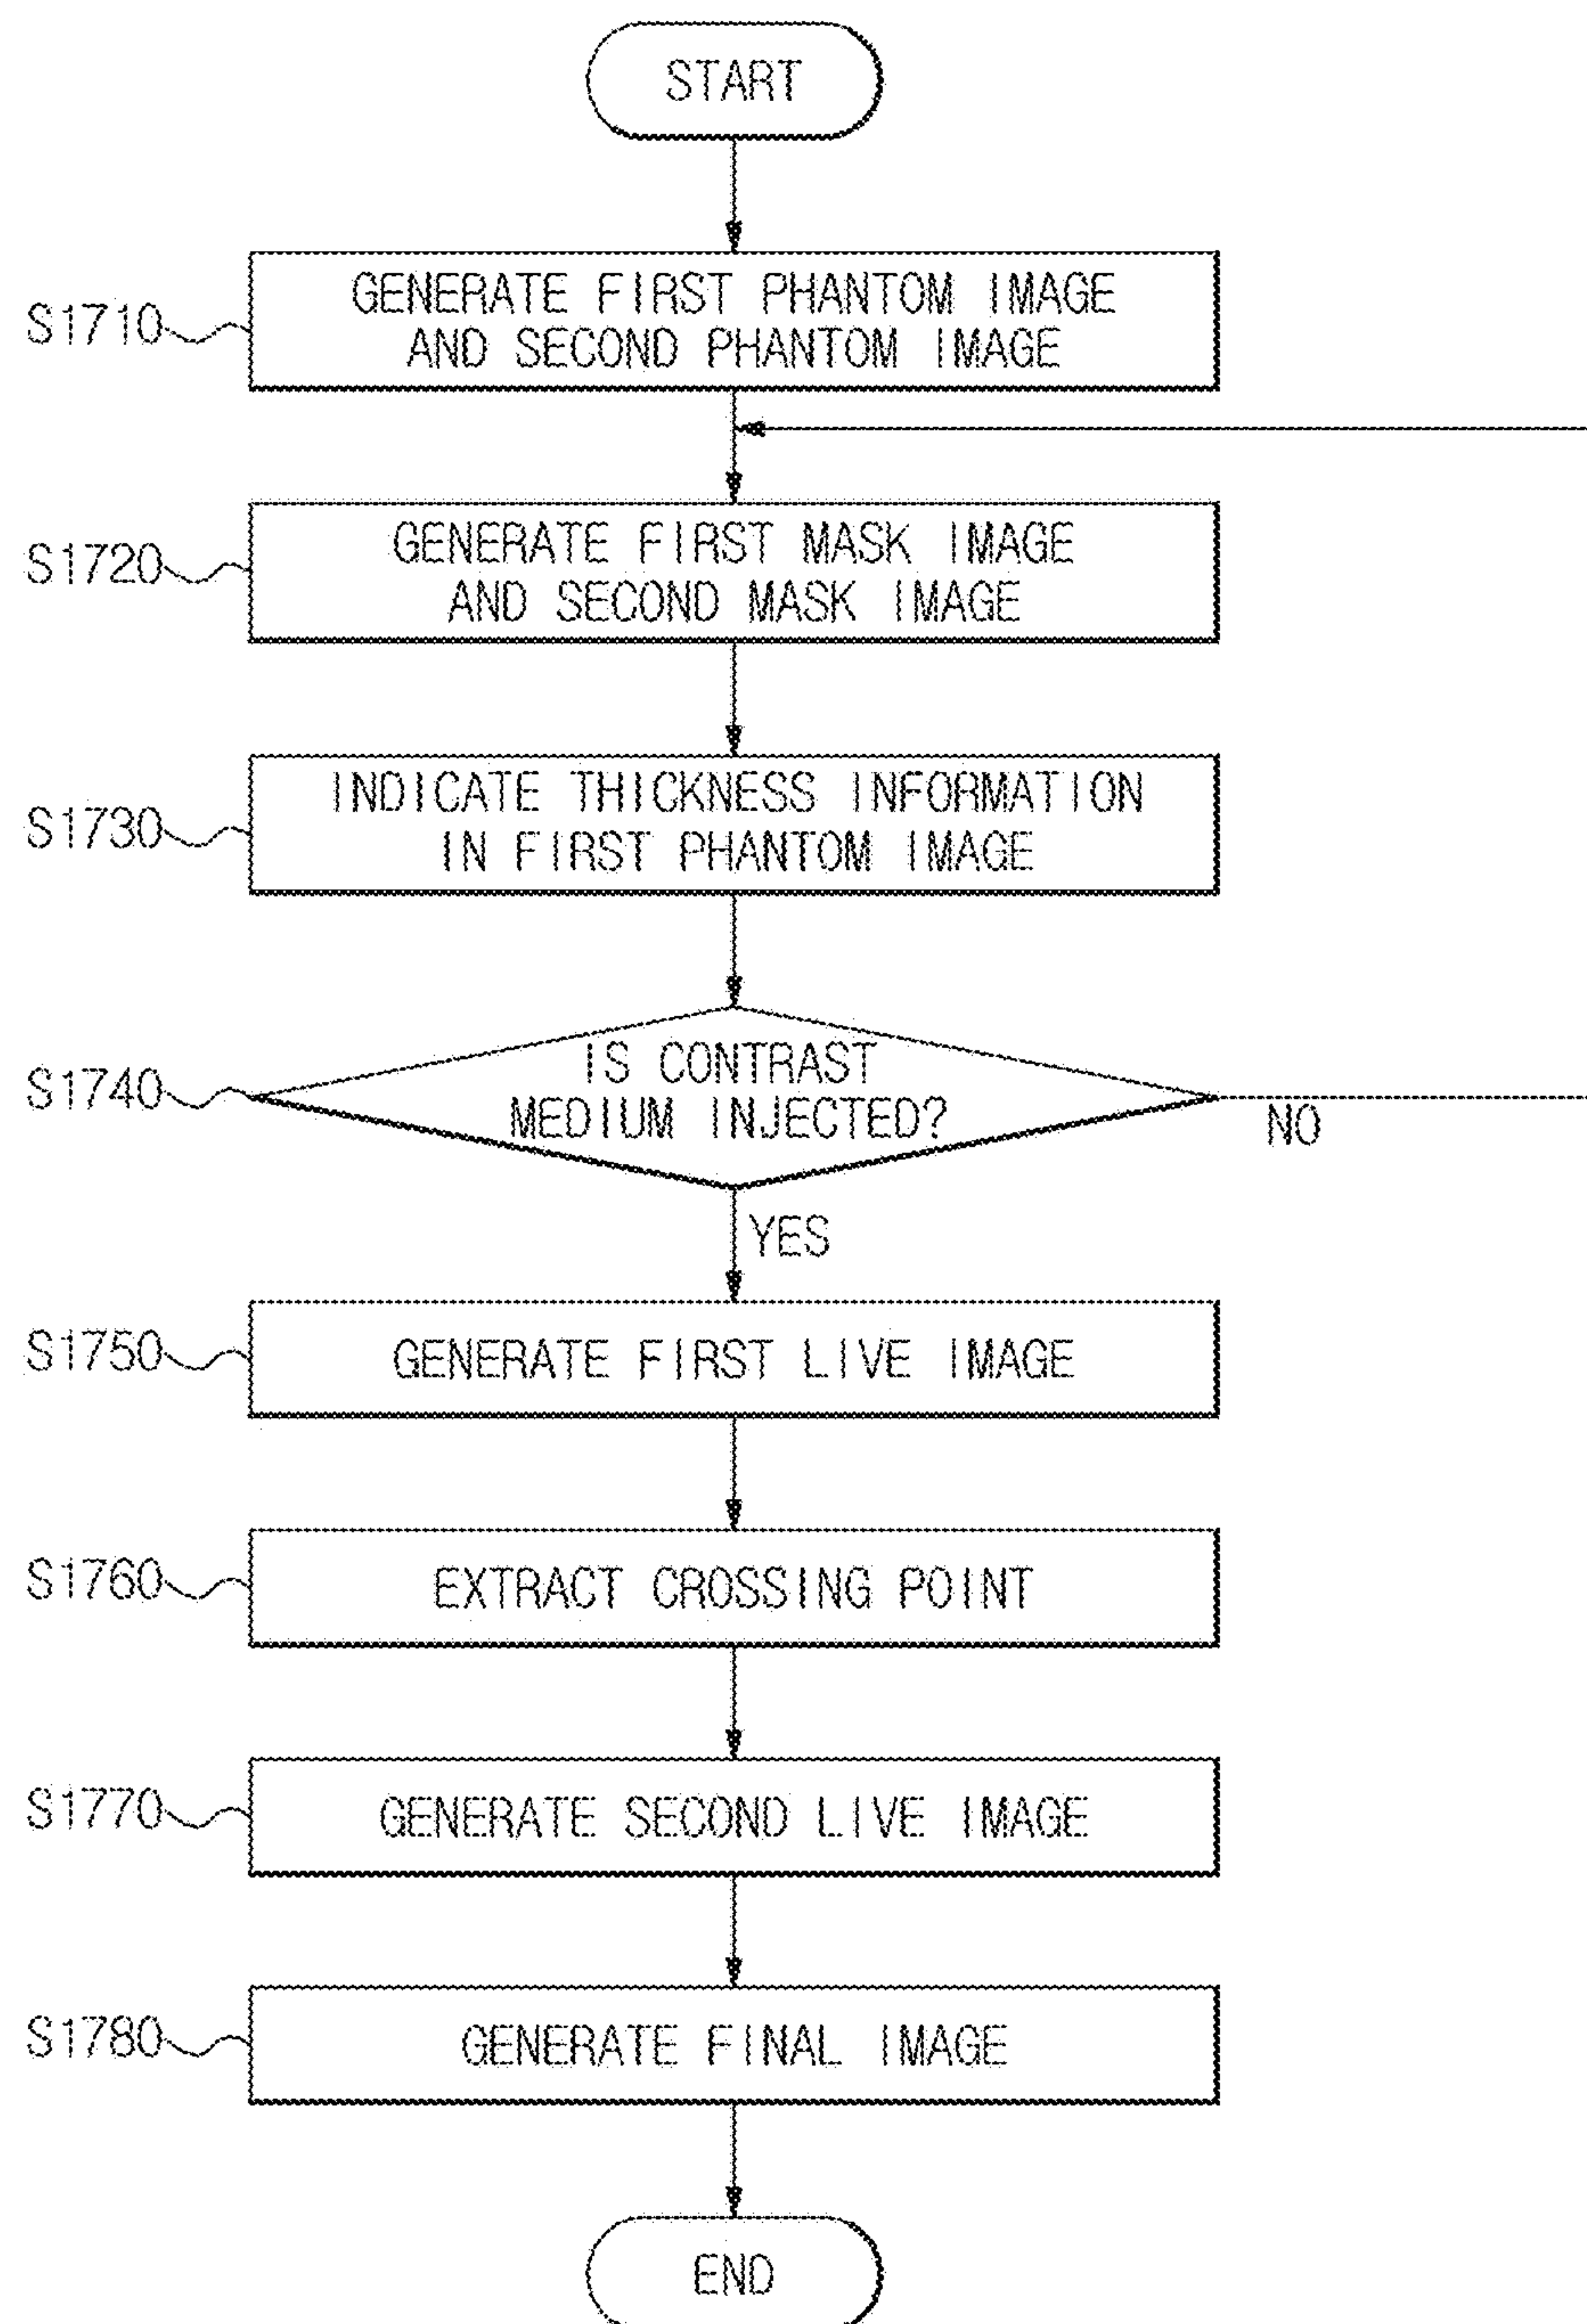 START
S1710
GENERATE FIRST PHANTOM IMAGE
AND SECOND PHANTOM IMAGE
S1720
GENERATE FIRST MASK IMAGE
AND SECOND MASK IMAGE
S1730
INDICATE THICKNESS INFORMATION
IN FIRST PHANTOM IMAGE
S1740
IS CONTRAST
MEDIUM INJECTED?
NO
YES
S1750
GENERATE FIRST LIVE IMAGE
S1760
EXTRACT CROSSING POINT
S1770
GENERATE SECOND LIVE IMAGE
S1780
GENERATE FINAL IMAGE
END